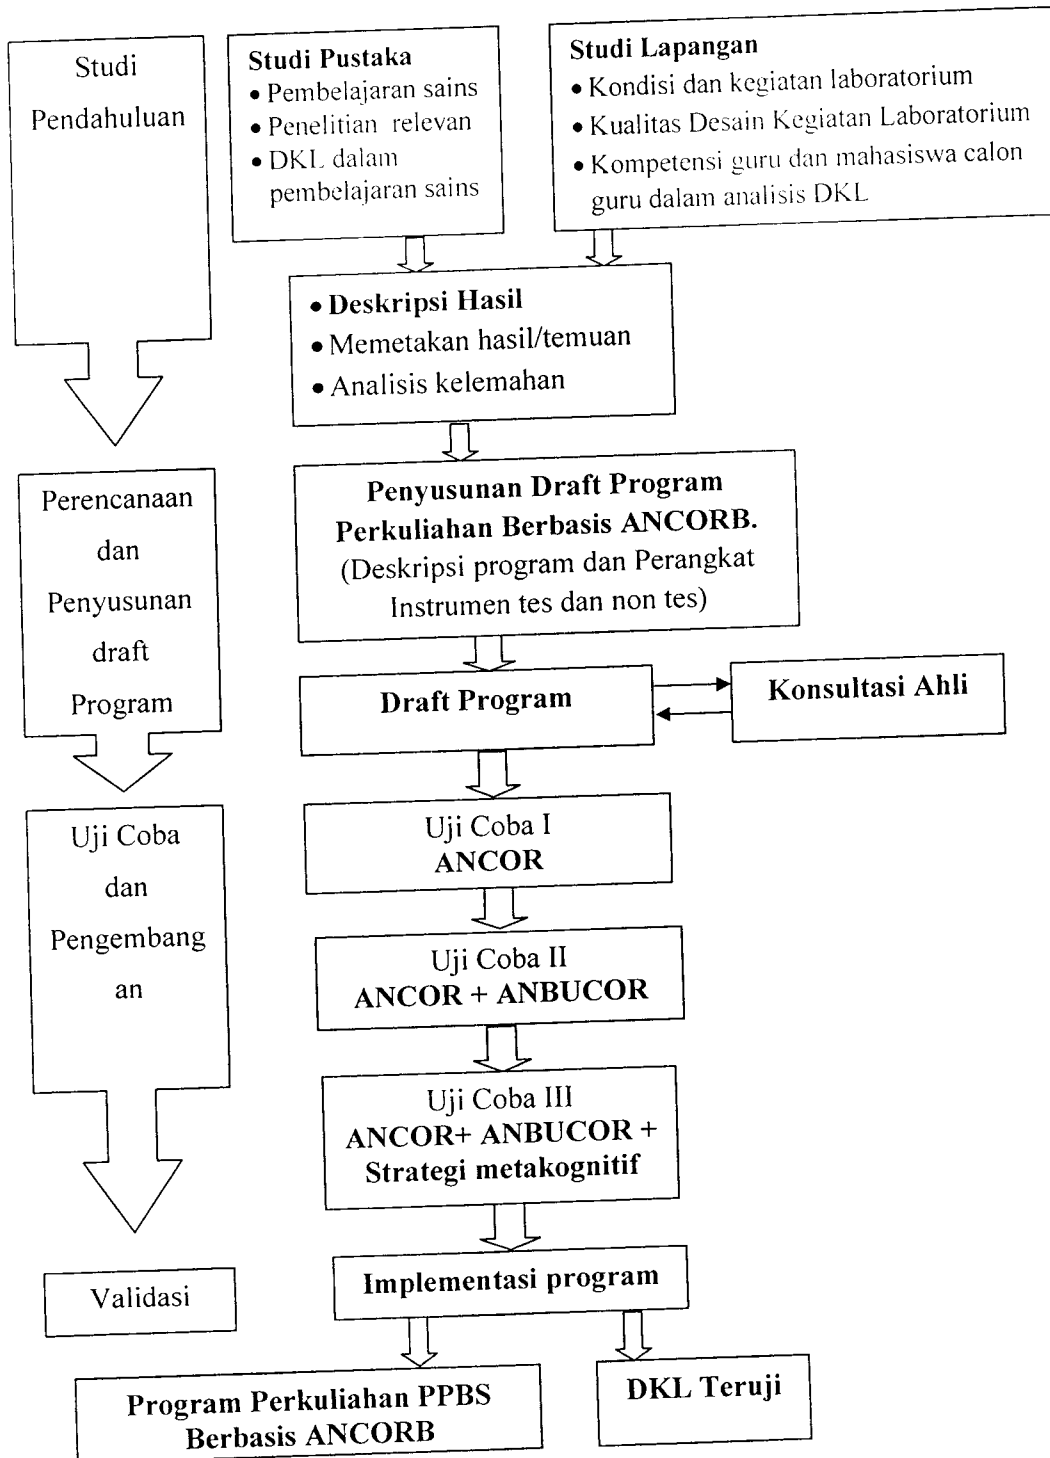 Studi
Pendahuluan
Studi Pustaka
• Pembelajaran sains
• Penelitian relevan
• DKL dalam
pembelajaran sains
Studi Lapangan
• Kondisi dan kegiatan laboratorium
• Kualitas Desain Kegiatan Laboratorium
• Kompetensi guru dan mahasiswa calon
guru dalam analisis DKL
• Deskripsi Hasil
• Memetakan hasil/temuan
• Analisis kelemahan
Perencanaan
dan
Penyusunan
draft
Program
Penyusunan Draft Program
Perkuliahan Berbasis ANCORB.
(Deskripsi program dan Perangkat
Instrumen tes dan non tes)
Draft Program
Konsultasi Ahli
Uji Coba
dan
Pengembang
an
Uji Coba I
ANCOR
Uji Coba II
ANCOR + ANBUCOR
Uji Coba III
ANCOR+ ANBUCOR +
Strategi metakognitif
Validasi
Implementasi program
Program Perkuliahan PPBS
Berbasis ANCORB
DKL Teruji